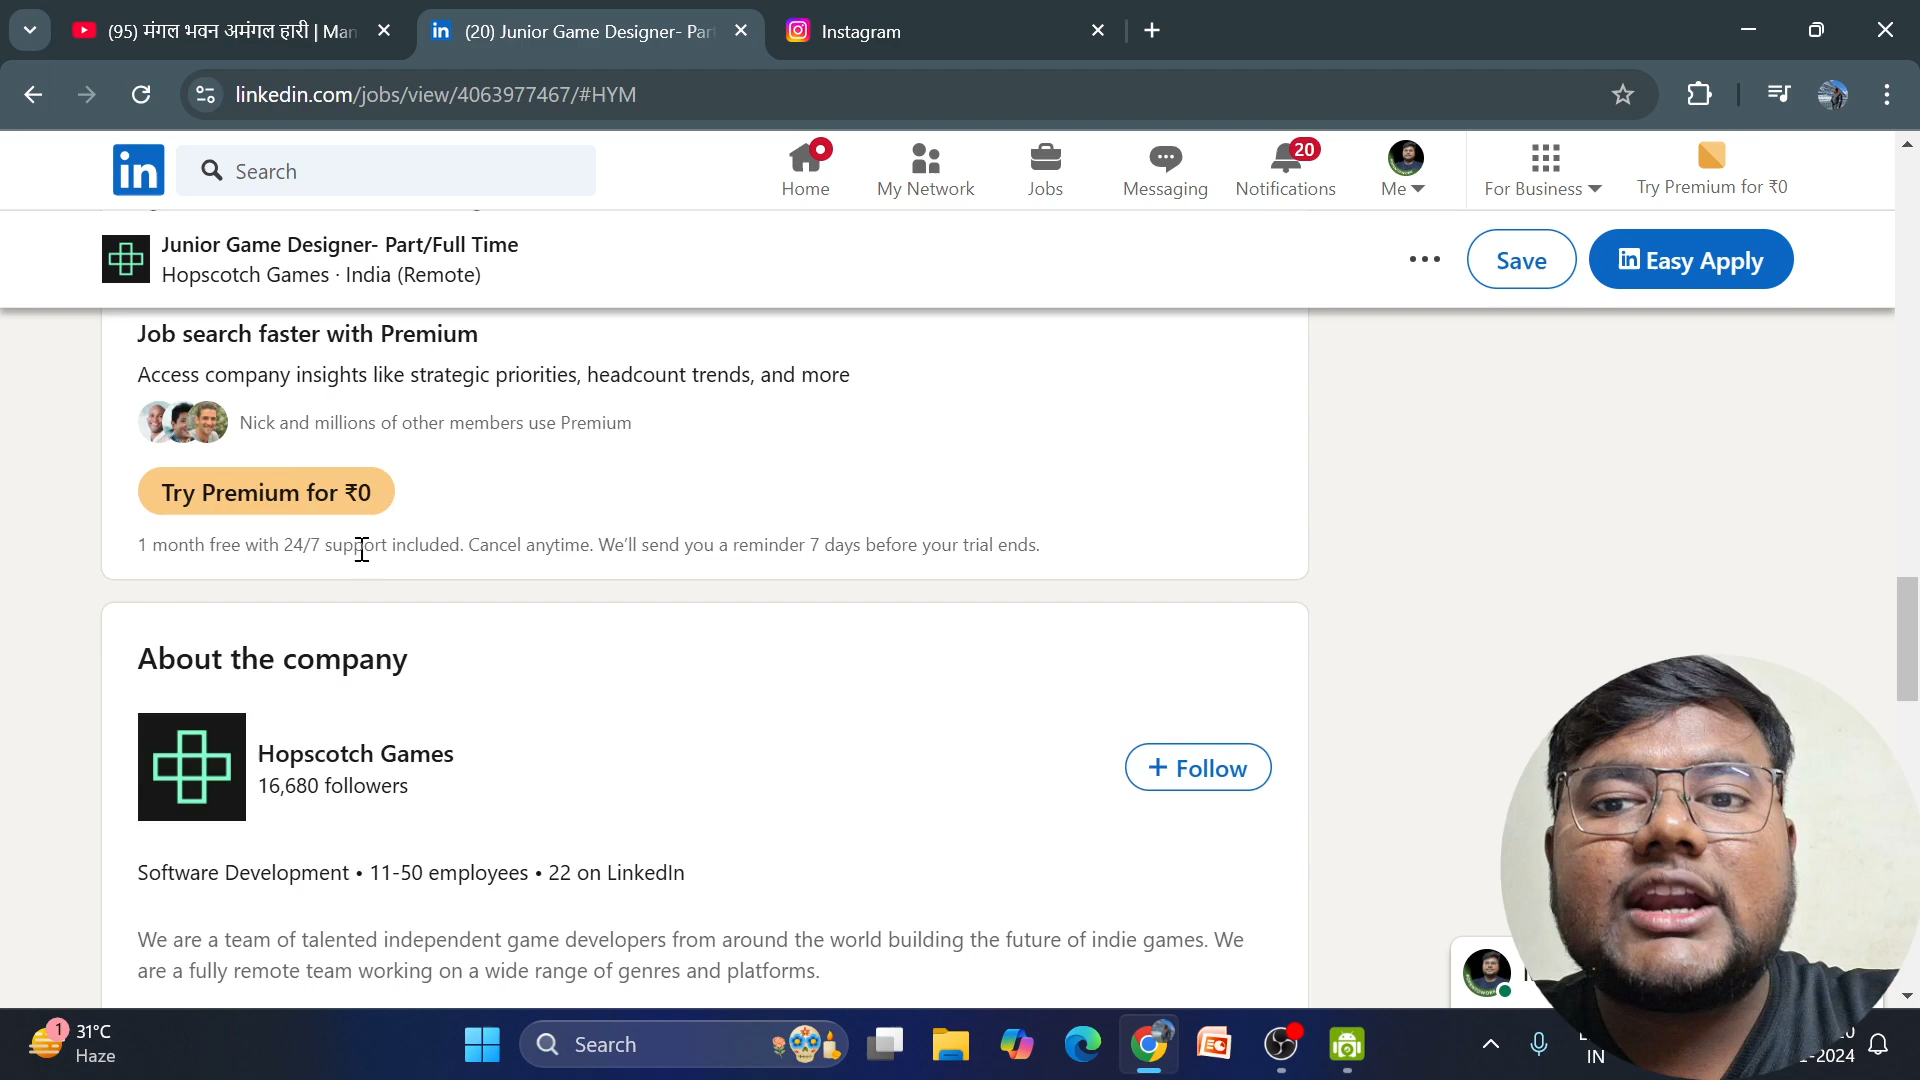 (95) मंगल भवन अमंगल हारी | Man
(20) Junior Game Designer- Par
Instagram
linkedin.com/jobs/view/4063977467/#HYM
in
Search
Home
My Network
Jobs
Messaging
20
Notifications
Me
For Business
Try Premium for ₹0
Junior Game Designer- Part/Full Time
Hopscotch Games · India (Remote)
Save
in Easy Apply
Job search faster with Premium
Access company insights like strategic priorities, headcount trends, and more
Nick and millions of other members use Premium
Try Premium for ₹0
1 month free with 24/7 support included. Cancel anytime. We'll send you a reminder 7 days before your trial ends.
About the company
Hopscotch Games
16,680 followers
+ Follow
Software Development • 11-50 employees • 22 on LinkedIn
We are a team of talented independent game developers from around the world building the future of indie games. We
are a fully remote team working on a wide range of genres and platforms.
1
31°C
Haze
Search
IN
-2024